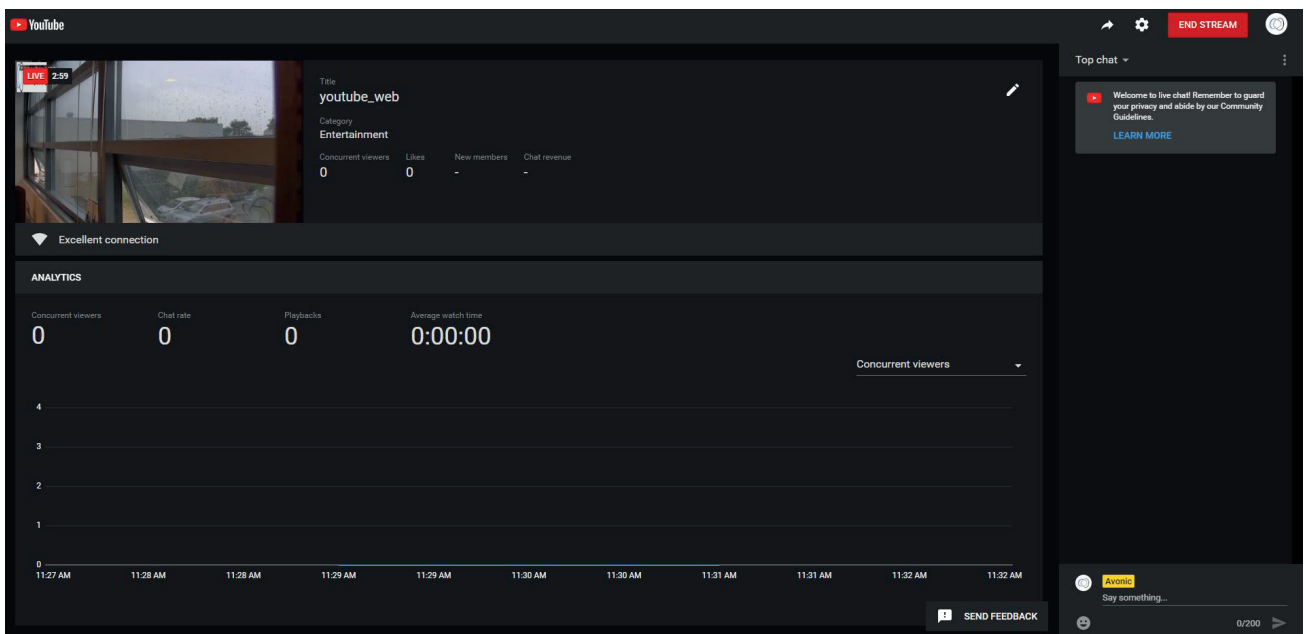 YouTube
END STREAM
LIVE 2:59
Title
youtube_web
Category
Entertainment
Concurrent viewers Likes New members Chat revenue
0 0 - -
Excellent connection
ANALYTICS
Concurrent viewers Chat rate Playbacks Average watch time
0 0 0 0:00:00
Concurrent viewers
4
3
2
1
0
11:27 AM 11:28 AM 11:28 AM 11:29 AM 11:29 AM 11:30 AM 11:30 AM 11:31 AM 11:31 AM 11:32 AM 11:32 AM
SEND FEEDBACK
Top chat
Welcome to live chat! Remember to guard
your privacy and abide by our Community
Guidelines.
LEARN MORE
Avonic
Say something...
0/200